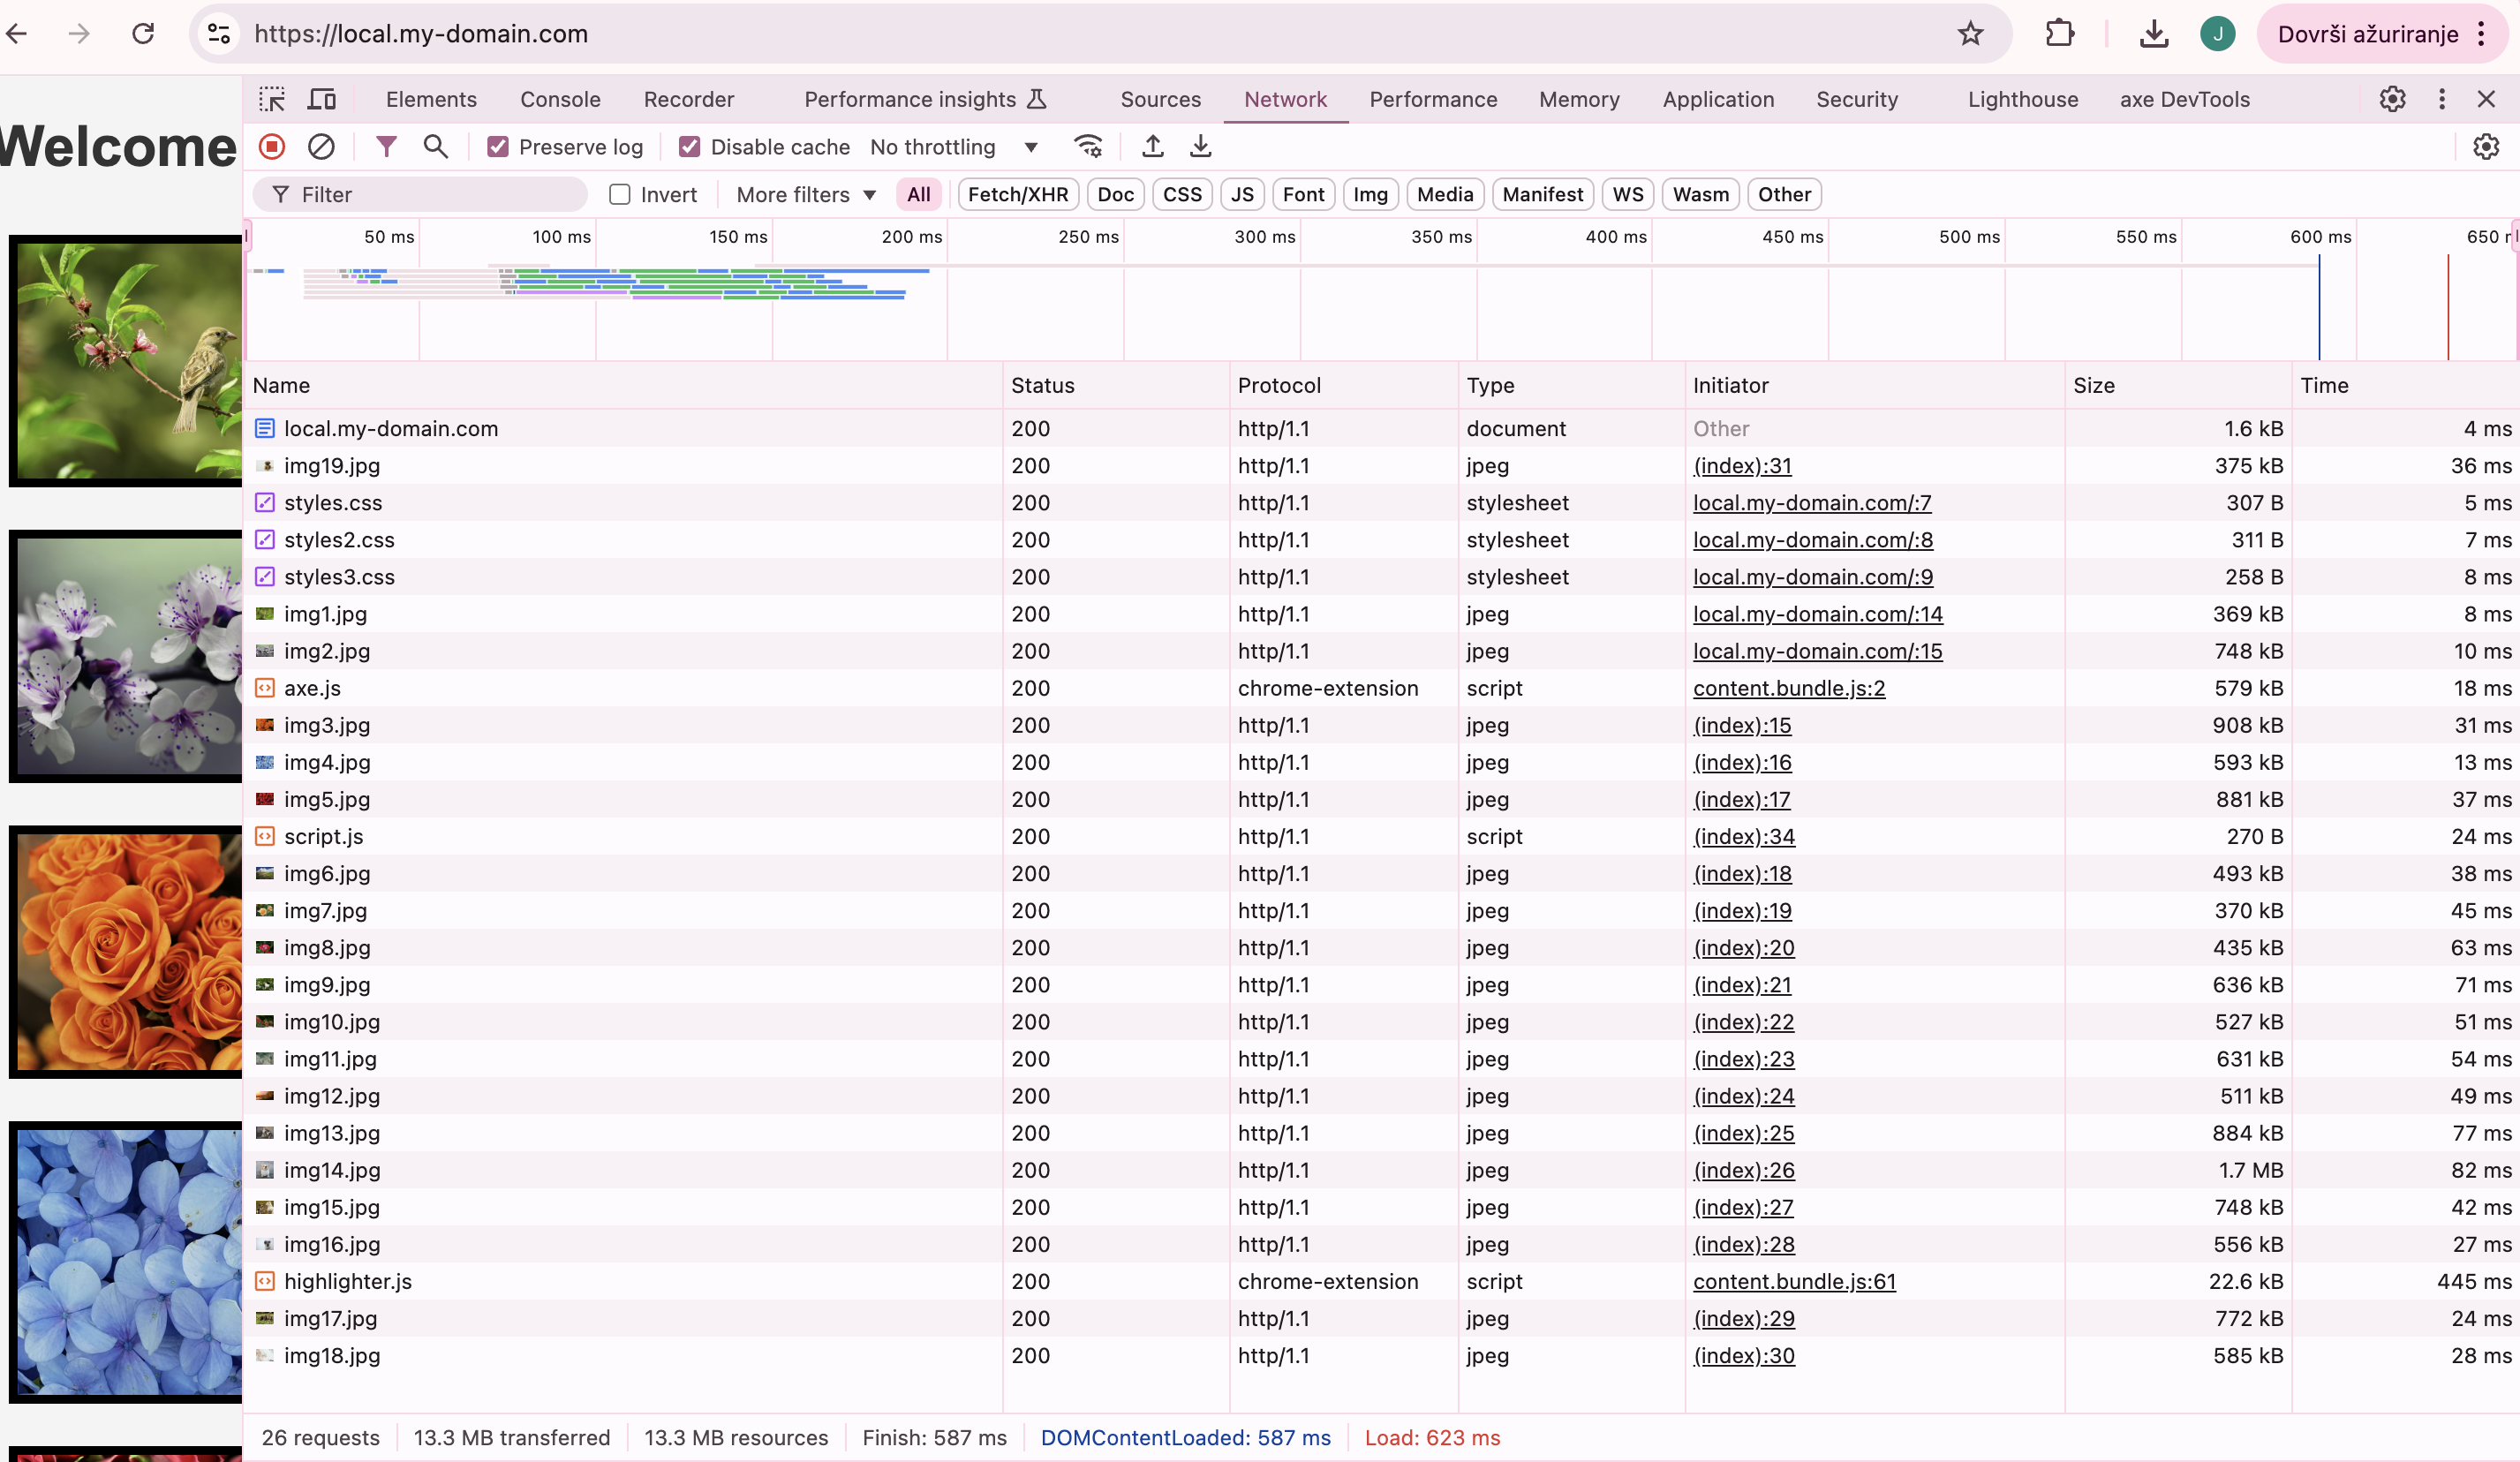 https://local.my-domain.com J Dovrši ažuriranje
Welcome
Elements Console Recorder Performance insights Sources Network Performance Memory Application Security Lighthouse axe DevTools
Preserve log Disable cache No throttling
Filter Invert More filters All Fetch/XHR Doc CSS JS Font Img Media Manifest WS Wasm Other
50 ms 100 ms 150 ms 200 ms 250 ms 300 ms 350 ms 400 ms 450 ms 500 ms 550 ms 600 ms 650
Name Status Protocol Type Initiator Size Time
local.my-domain.com 200 http/1.1 document Other 1.6 kB 4 ms
img19.jpg 200 http/1.1 jpeg (index):31 375 kB 36 ms
styles.css 200 http/1.1 stylesheet local.my-domain.com/:7 307 B 5 ms
styles2.css 200 http/1.1 stylesheet local.my-domain.com/:8 311 B 7 ms
styles3.css 200 http/1.1 stylesheet local.my-domain.com/:9 258 B 8 ms
img1.jpg 200 http/1.1 jpeg local.my-domain.com/:14 369 kB 8 ms
img2.jpg 200 http/1.1 jpeg local.my-domain.com/:15 748 kB 10 ms
axe.js 200 chrome-extension script content.bundle.js:2 579 kB 18 ms
img3.jpg 200 http/1.1 jpeg (index):15 908 kB 31 ms
img4.jpg 200 http/1.1 jpeg (index):16 593 kB 13 ms
img5.jpg 200 http/1.1 jpeg (index):17 881 kB 37 ms
script.js 200 http/1.1 script (index):34 270 B 24 ms
img6.jpg 200 http/1.1 jpeg (index):18 493 kB 38 ms
img7.jpg 200 http/1.1 jpeg (index):19 370 kB 45 ms
img8.jpg 200 http/1.1 jpeg (index):20 435 kB 63 ms
img9.jpg 200 http/1.1 jpeg (index):21 636 kB 71 ms
img10.jpg 200 http/1.1 jpeg (index):22 527 kB 51 ms
img11.jpg 200 http/1.1 jpeg (index):23 631 kB 54 ms
img12.jpg 200 http/1.1 jpeg (index):24 511 kB 49 ms
img13.jpg 200 http/1.1 jpeg (index):25 884 kB 77 ms
img14.jpg 200 http/1.1 jpeg (index):26 1.7 MB 82 ms
img15.jpg 200 http/1.1 jpeg (index):27 748 kB 42 ms
img16.jpg 200 http/1.1 jpeg (index):28 556 kB 27 ms
highlighter.js 200 chrome-extension script content.bundle.js:61 22.6 kB 445 ms
img17.jpg 200 http/1.1 jpeg (index):29 772 kB 24 ms
img18.jpg 200 http/1.1 jpeg (index):30 585 kB 28 ms
26 requests 13.3 MB transferred 13.3 MB resources Finish: 587 ms DOMContentLoaded: 587 ms Load: 623 ms